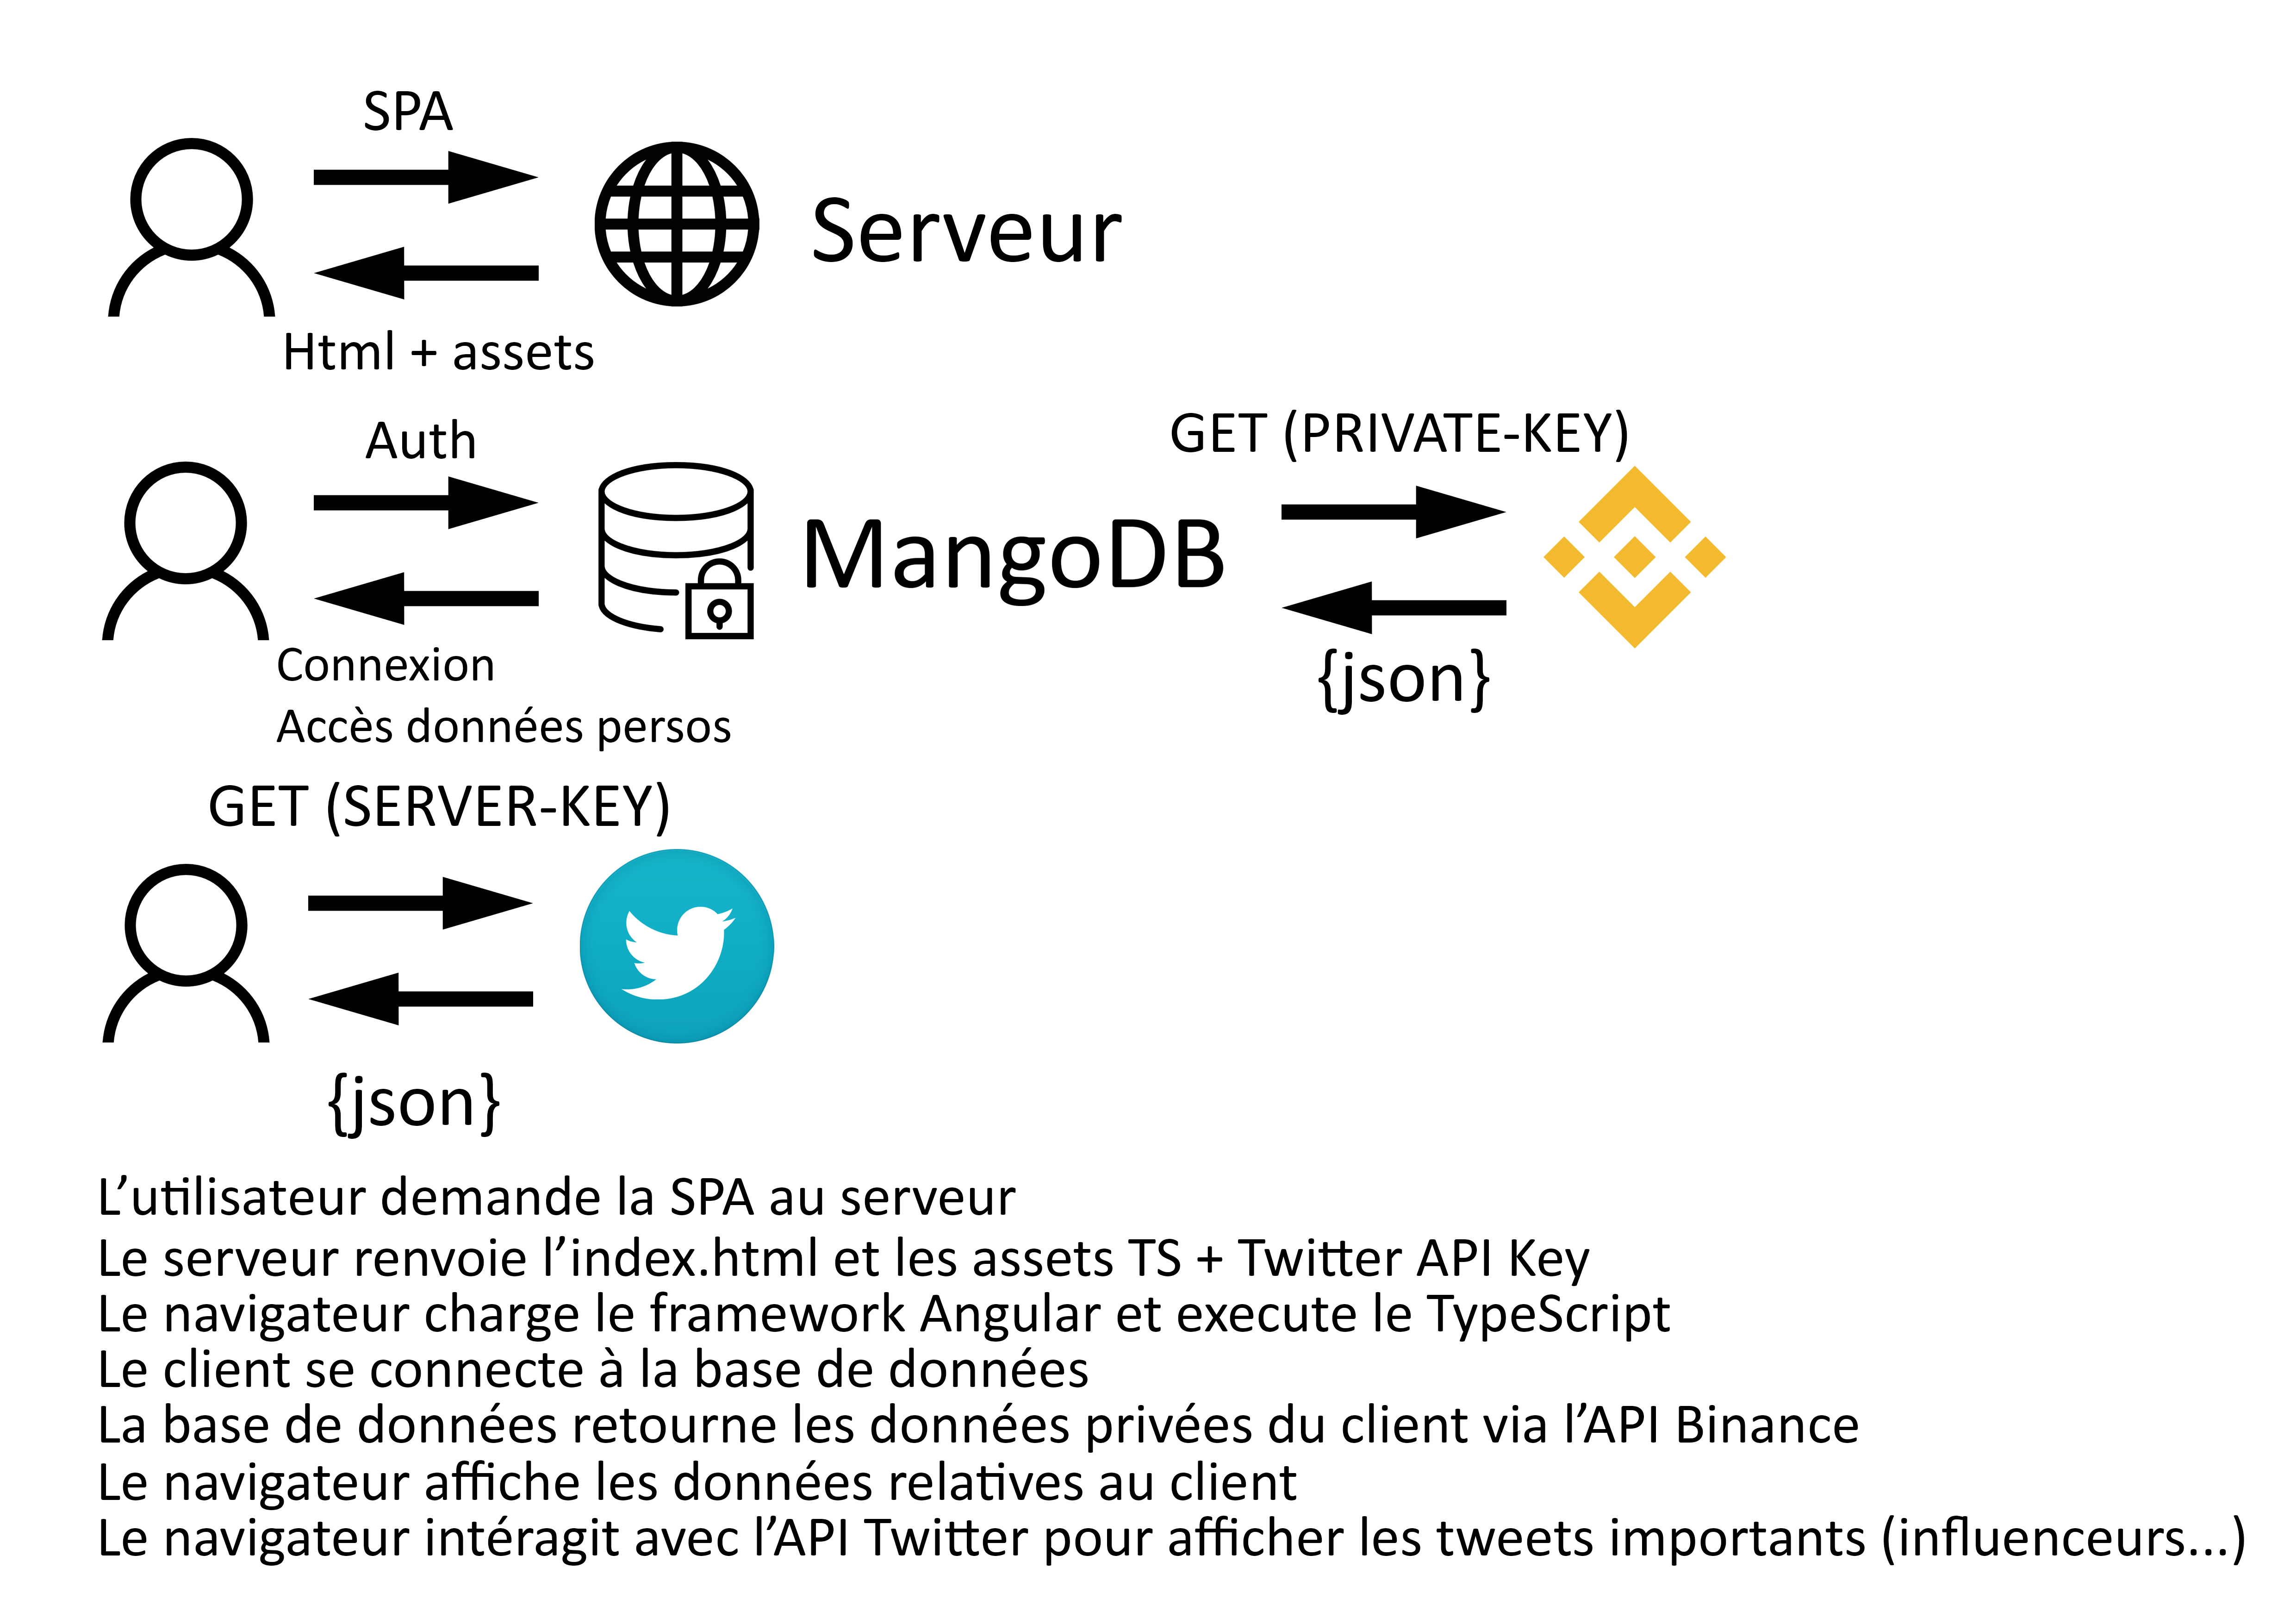 SPA
Serveur
Html + assets
Auth
GET (PRIVATE-KEY)
MangoDB
Connexion
{json}
Accès données persos
GET (SERVER-KEY)
{json}
L’utilisateur demande la SPA au serveur
Le serveur renvoie l’index.html et les assets TS + Twitter API Key
Le navigateur charge le framework Angular et execute le TypeScript
Le client se connecte à la base de données
La base de données retourne les données privées du client via l’API Binance
Le navigateur affiche les données relatives au client
Le navigateur intéragit avec l’API Twitter pour afficher les tweets importants (influenceurs...)